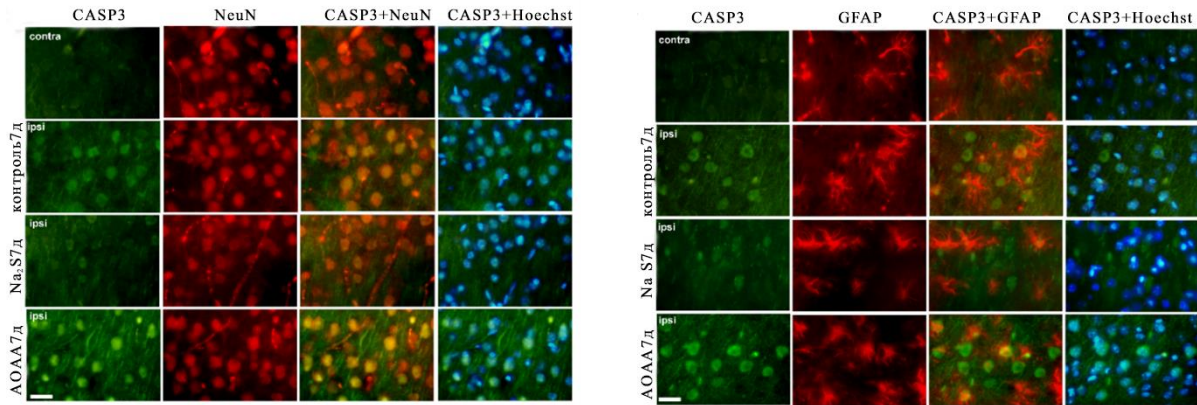 CASP3 NeuN CASP3+NeuN CASP3+Hoechst
contra
ipsi
контроль7д
ipsi
Na₂S7д
ipsi
AOAA7д
CASP3 GFAP CASP3+GFAP CASP3+Hoechst
contra
ipsi
контроль7д
ipsi
Na S7д
ipsi
AOAA7д